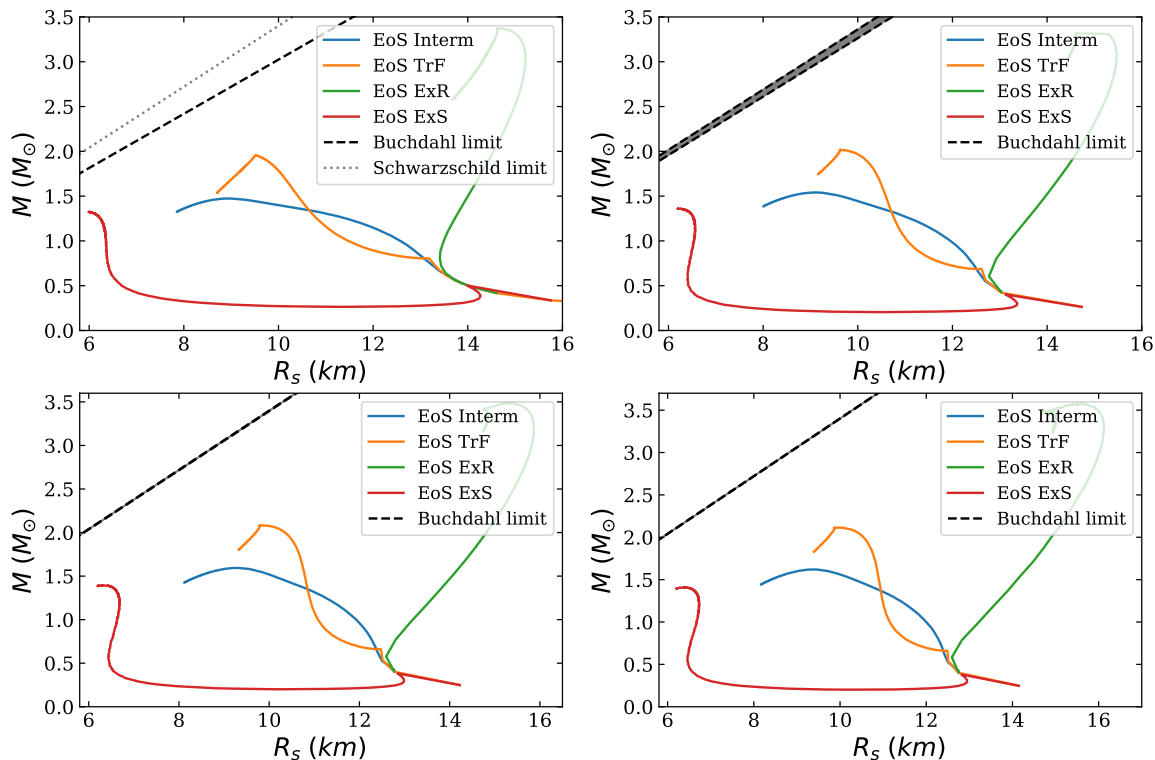 3.5
3.0
2.5
2.0
1.5
1.0
0.5
0.0
M (M⊙)
6 8 10 12 14 16
R_s (km)
EoS Interm
EoS TrF
EoS ExR
EoS ExS
Buchdahl limit
Schwarzschild limit
3.5
3.0
2.5
2.0
1.5
1.0
0.5
0.0
M (M⊙)
6 8 10 12 14 16
R_s (km)
EoS Interm
EoS TrF
EoS ExR
EoS ExS
Buchdahl limit
3.5
3.0
2.5
2.0
1.5
1.0
0.5
0.0
M (M⊙)
6 8 10 12 14 16
R_s (km)
EoS Interm
EoS TrF
EoS ExR
EoS ExS
Buchdahl limit
3.5
3.0
2.5
2.0
1.5
1.0
0.5
0.0
M (M⊙)
6 8 10 12 14 16
R_s (km)
EoS Interm
EoS TrF
EoS ExR
EoS ExS
Buchdahl limit